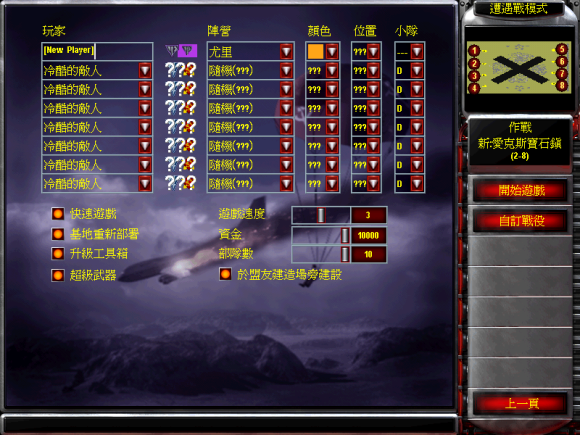 遭遇戰模式
玩家 陣營 顏色 位置 小隊
[New Player] 尤里 ??? ---
冷酷的敵人 ??? 隨機(???) ??? ??? D
冷酷的敵人 ??? 隨機(???) ??? ??? D
冷酷的敵人 ??? 隨機(???) ??? ??? D
冷酷的敵人 ??? 隨機(???) ??? ??? D
冷酷的敵人 ??? 隨機(???) ??? ??? D
冷酷的敵人 ??? 隨機(???) ??? ??? D
冷酷的敵人 ??? 隨機(???) ??? ??? D
快速遊戲 遊戲速度 3
基地重新部署 資金 10000
升級工具箱 部隊數 10
超級武器 於盟友建造場旁建設
1 5
2 6
3 7
4 8
作戰
新:愛克斯寶石鎮
(2-8)
開始遊戲
自訂戰役
上一頁